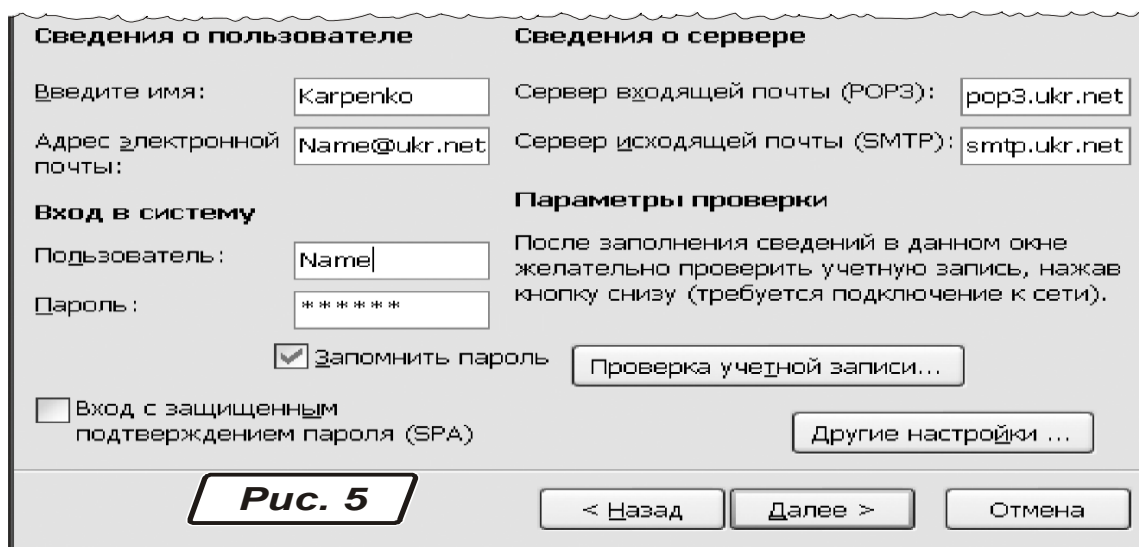 Сведения о пользователе
Введите имя:
Karpenko
Адрес электронной
почты:
Name@ukr.net
Вход в систему
Пользователь:
Name
Пароль:
******
Запомнить пароль
Вход с защищенным
подтверждением пароля (SPA)
Сведения о сервере
Сервер входящей почты (POP3):
pop3.ukr.net
Сервер исходящей почты (SMTP):
smtp.ukr.net
Параметры проверки
После заполнения сведений в данном окне
желательно проверить учетную запись, нажав
кнопку снизу (требуется подключение к сети).
Проверка учетной записи...
Другие настройки ...
Рис. 5
< Назад
Далее >
Отмена